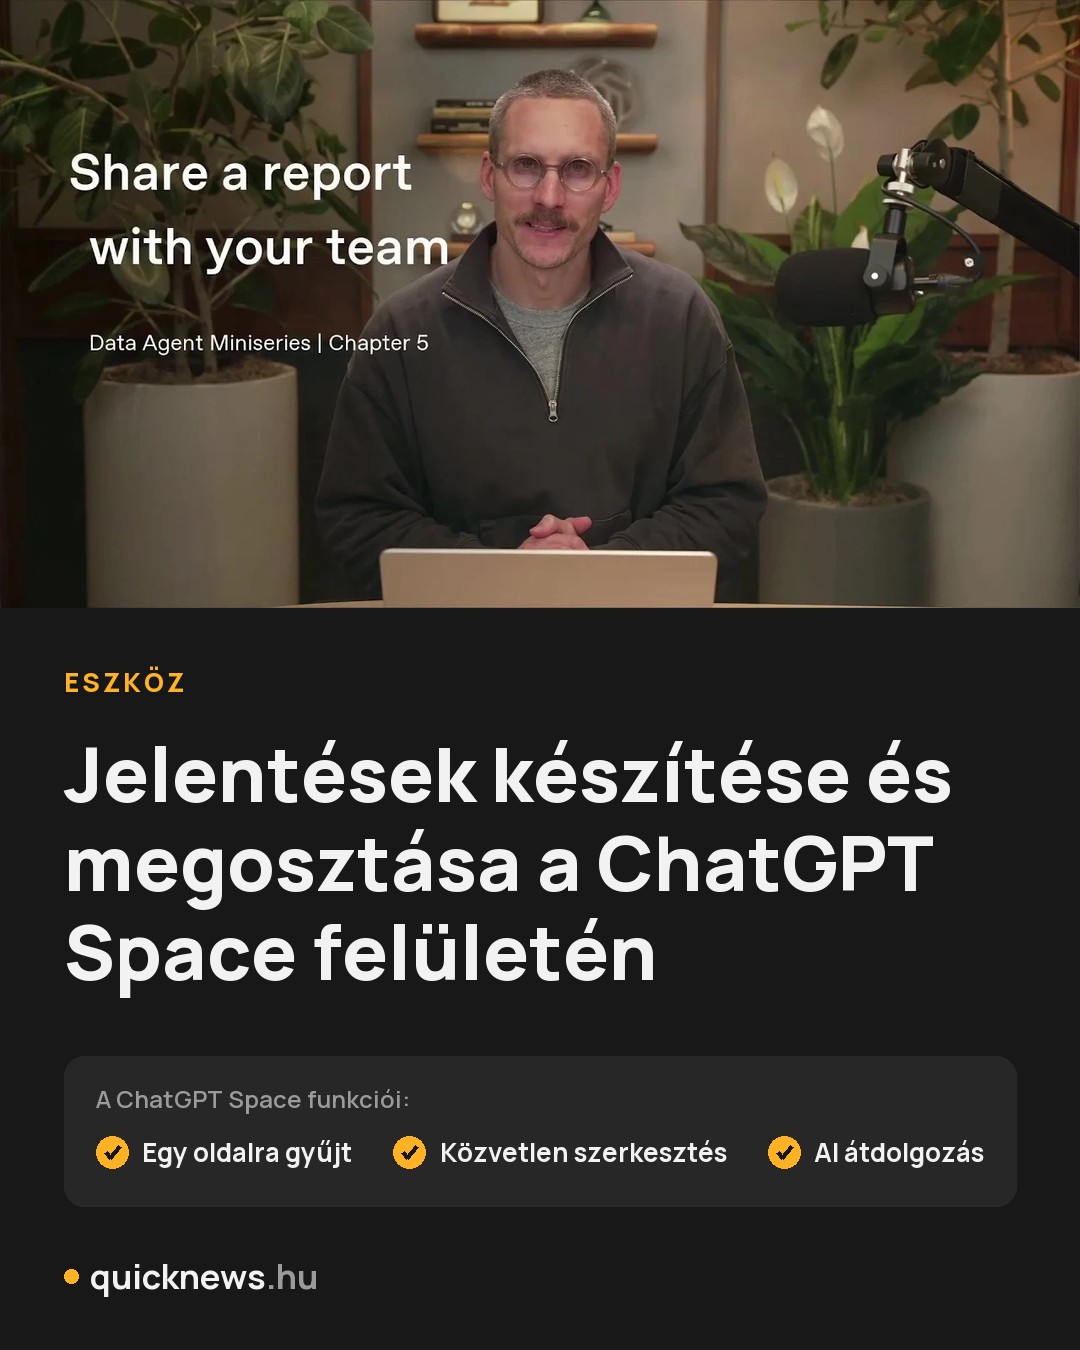 Share a report
with your team
Data Agent Miniseries | Chapter 5
ESZKÖZ
Jelentések készítése és
megosztása a ChatGPT
Space felületén
A ChatGPT Space funkciói:
Egy oldalra gyűjt
Közvetlen szerkesztés
AI átdolgozás
quicknews.hu